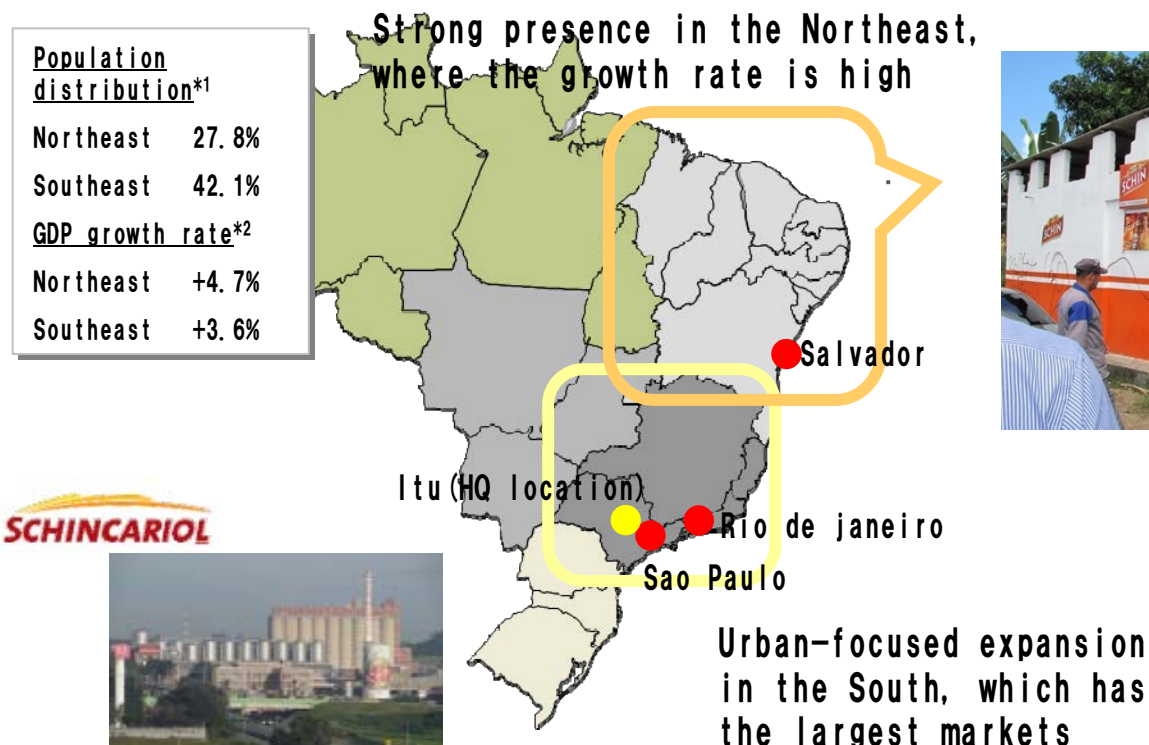 Strong presence in the Northeast,
where the growth rate is high
Population
distribution*1
Northeast 27.8%
Southeast 42.1%
GDP growth rate*2
Northeast +4.7%
Southeast +3.6%
SCHIN
SCHIN
Salvador
Itu(HQ location)
SCHINCARIOL
Rio de janeiro
Sao Paulo
Urban-focused expansion
in the South, which has
the largest markets